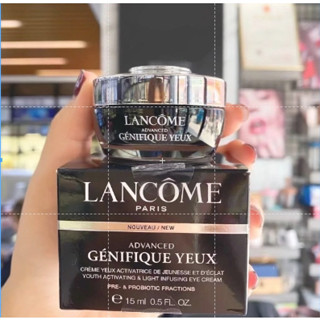 LANCÔME
ADVANCED
GÉNIFIQUE YEUX
LANCÔME
PARIS
NOUVEAU / NEW
ADVANCED
GÉNIFIQUE YEUX
CRÈME YEUX ACTIVATRICE DE JEUNESSE ET D'ÉCLAT
YOUTH ACTIVATING & LIGHT INFUSING EYE CREAM
PRE- & PROBIOTIC FRACTIONS
℮ 15 ml 0.5 FL. OZ.